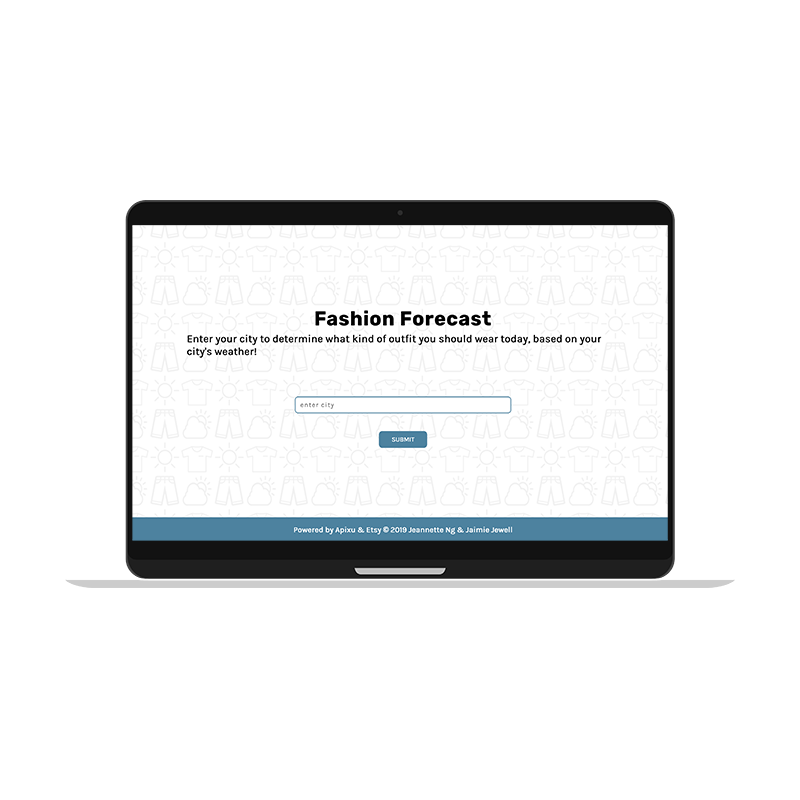 Fashion Forecast
Enter your city to determine what kind of outfit you should wear today, based on your
city's weather!
enter city
SUBMIT
Powered by Apixu & Etsy © 2019 Jeannette Ng & Jaimie Jewell